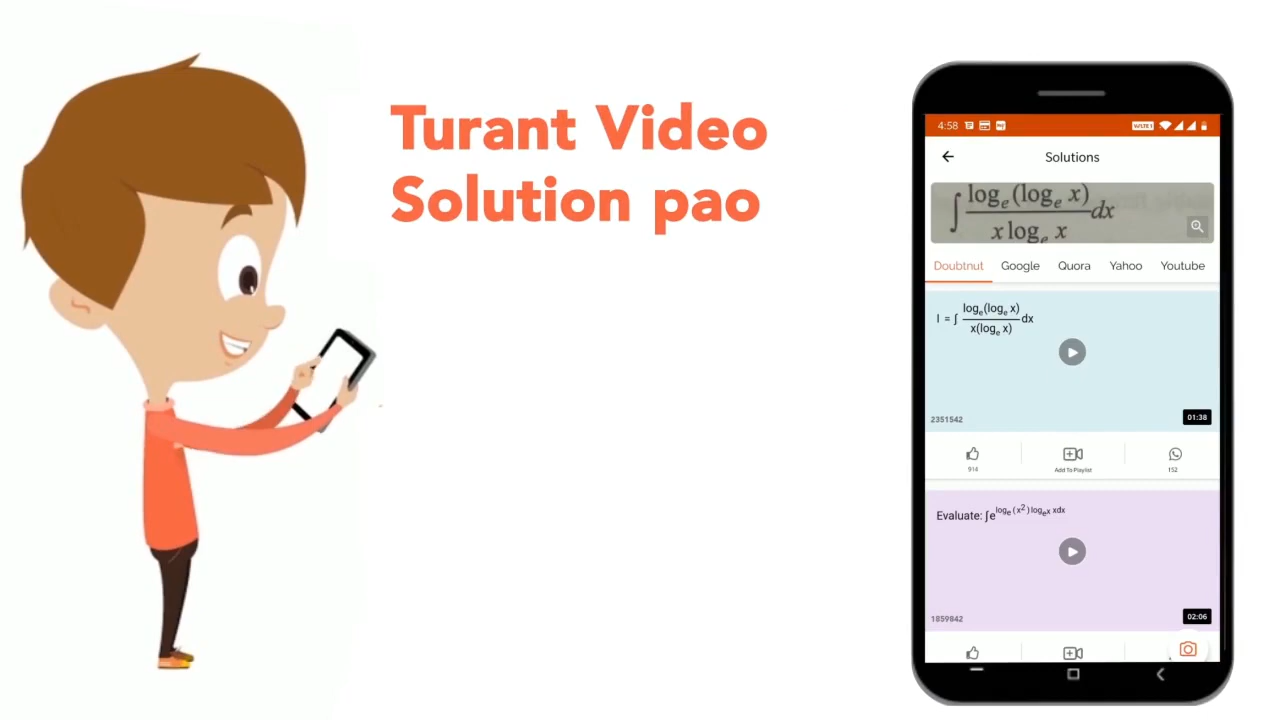 Turant Video
Solution pao
4:58
Solutions
∫ logₑ(logₑ x) / x logₑ x dx
Doubtnut Google Quora Yahoo Youtube
I = ∫ logₑ(logₑ x) / x(logₑ x) dx
2351542
01:38
914
Add To Playlist
152
Evaluate: ∫e^logₑ(x²)logₑx xdx
1859842
02:06